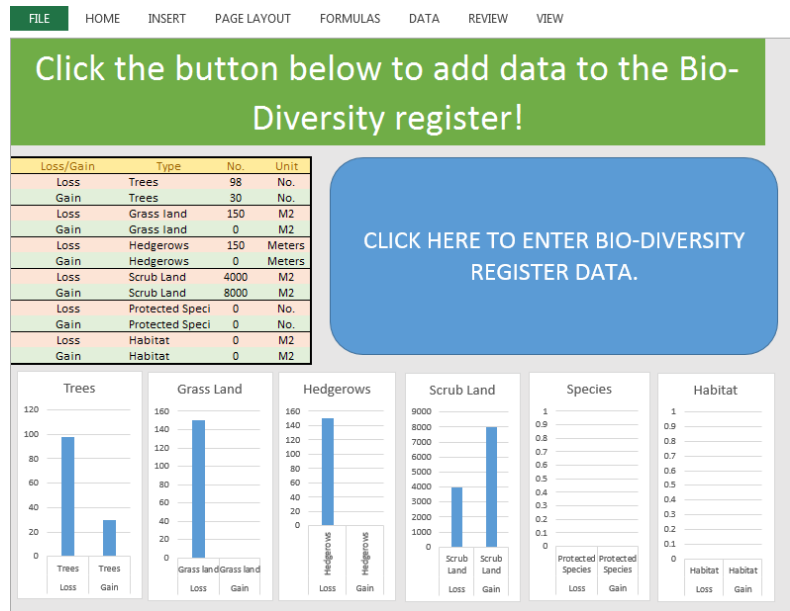 FILE HOME INSERT PAGE LAYOUT FORMULAS DATA REVIEW VIEW
Click the button below to add data to the Bio-
Diversity register!
Loss/Gain Type No. Unit
Loss Trees 98 No.
Gain Trees 30 No.
Loss Grass land 150 M2
Gain Grass land 0 M2
Loss Hedgerows 150 Meters
Gain Hedgerows 0 Meters
Loss Scrub Land 4000 M2
Gain Scrub Land 8000 M2
Loss Protected Speci 0 No.
Gain Protected Speci 0 No.
Loss Habitat 0 M2
Gain Habitat 0 M2
CLICK HERE TO ENTER BIO-DIVERSITY
REGISTER DATA.
Trees
120
100
80
60
40
20
0
Trees Trees
Loss Gain
Grass Land
160
140
120
100
80
60
40
20
0
Grass land Grass land
Loss Gain
Hedgerows
160
140
120
100
80
60
40
20
0
Hedgerows Hedgerows
Loss Gain
Scrub Land
9000
8000
7000
6000
5000
4000
3000
2000
1000
0
Scrub Scrub
Land Land
Loss Gain
Species
1
0.9
0.8
0.7
0.6
0.5
0.4
0.3
0.2
0.1
0
Protected Protected
Species Species
Loss Gain
Habitat
1
0.9
0.8
0.7
0.6
0.5
0.4
0.3
0.2
0.1
0
Habitat Habitat
Loss Gain